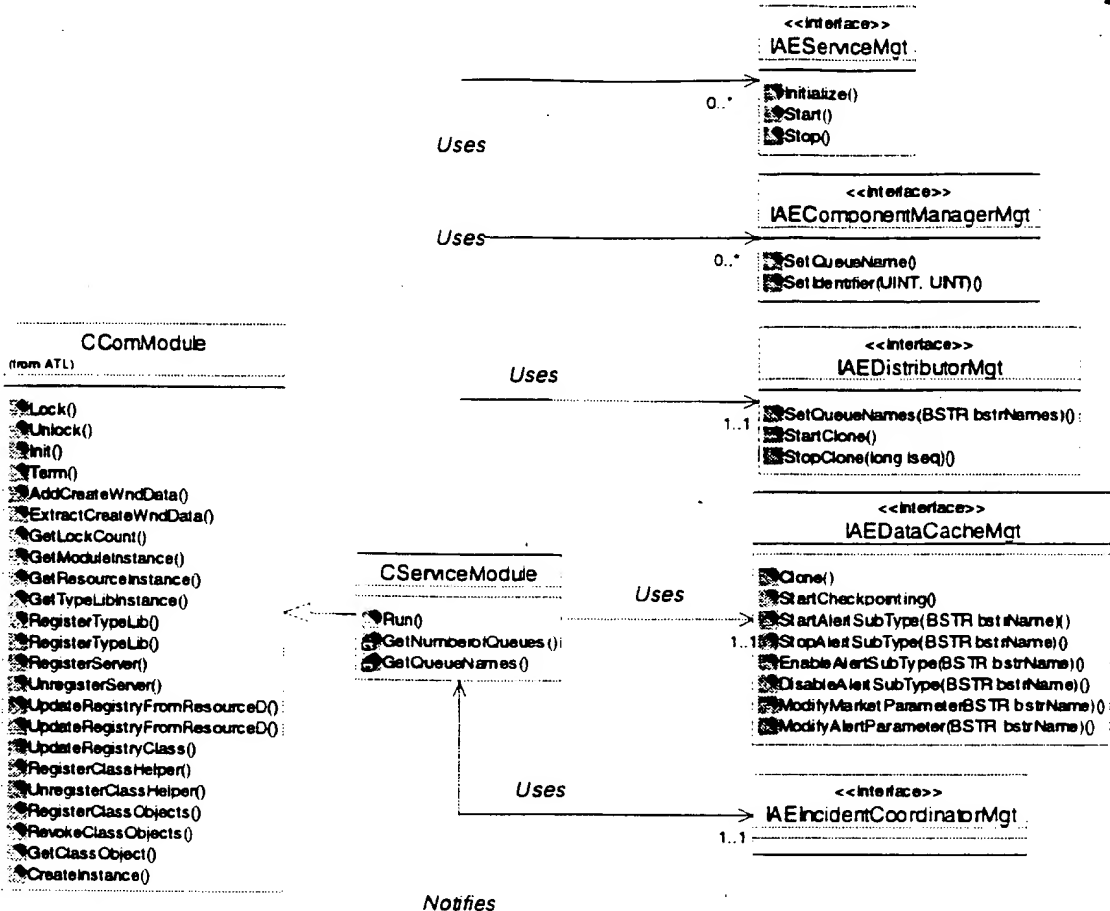 <<interface>>
IAEServiceMgt
Initialize()
Start()
Stop()
0..*
Uses
<<interface>>
IAEComponentManagerMgt
Uses
0..*
SetQueueName()
SetIdentifier(UINT, UNT)()
CComModule
(from ATL)
Lock()
Unlock()
Init()
Term()
AddCreateWndData()
ExtractCreateWndData()
GetLockCount()
GetModuleInstance()
GetResourceInstance()
GetTypeLibInstance()
RegisterTypeLib()
RegisterTypeLib()
RegisterServer()
UnregisterServer()
UpdateRegistryFromResourceD()
UpdateRegistryFromResourceD()
UpdateRegistryClass()
RegisterClassHelper()
UnregisterClassHelper()
RegisterClassObjects()
RevokeClassObjects()
GetClassObject()
CreateInstance()
<<interface>>
IAEDistributorMgt
Uses
1..1
SetQueueNames(BSTR bstrNames)()
StartClone()
StopClone(long lseq)()
<<interface>>
IAEDataCacheMgt
CServiceModule
Run()
GetNumberofQueues()
GetQueueNames()
Uses
1..1
Clone()
StartCheckpointing()
StartAlertSubType(BSTR bstrName)()
StopAlertSubType(BSTR bstrName)()
EnableAlertSubType(BSTR bstrName)()
DisableAlertSubType(BSTR bstrName)()
ModifyMarketParameterBSTR bstrName)()
ModifyAlertParameter(BSTR bstrName)()
Uses
<<interface>>
IAEIncidentCoordinatorMgt
1..1
Notifies